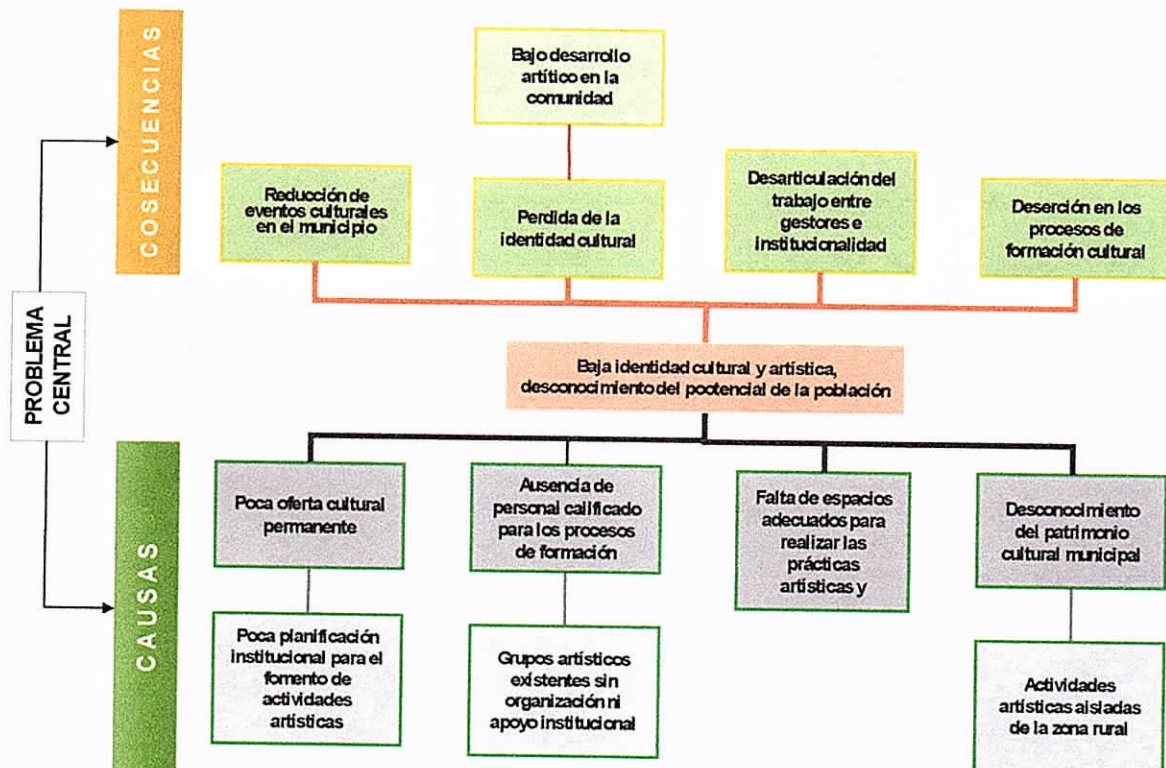 COSECUENCIAS
Bajo desarrollo
artítico en la
comunidad
Reducción de
eventos culturales
en el municipio
Perdida de la
identidad cultural
Desarticulación del
trabajo entre
gestores e
institucionalidad
Deserción en los
procesos de
formación cultural
PROBLEMA
CENTRAL
Baja identidad cultural y artística,
desconocimiento del pootencial de la población
CAUSAS
Poca oferta cultural
permanente
Ausencia de
personal calificado
para los procesos
de formación
Falta de espacios
adecuados para
realizar las
prácticas
artísticas y
Desconocimiento
del patrimonio
cultural municipal
Poca planificación
institucional para el
fomento de
actividades
artísticas
Grupos artísticos
existentes sin
organización ni
apoyo institucional
Actividades
artísticas aisladas
de la zona rural